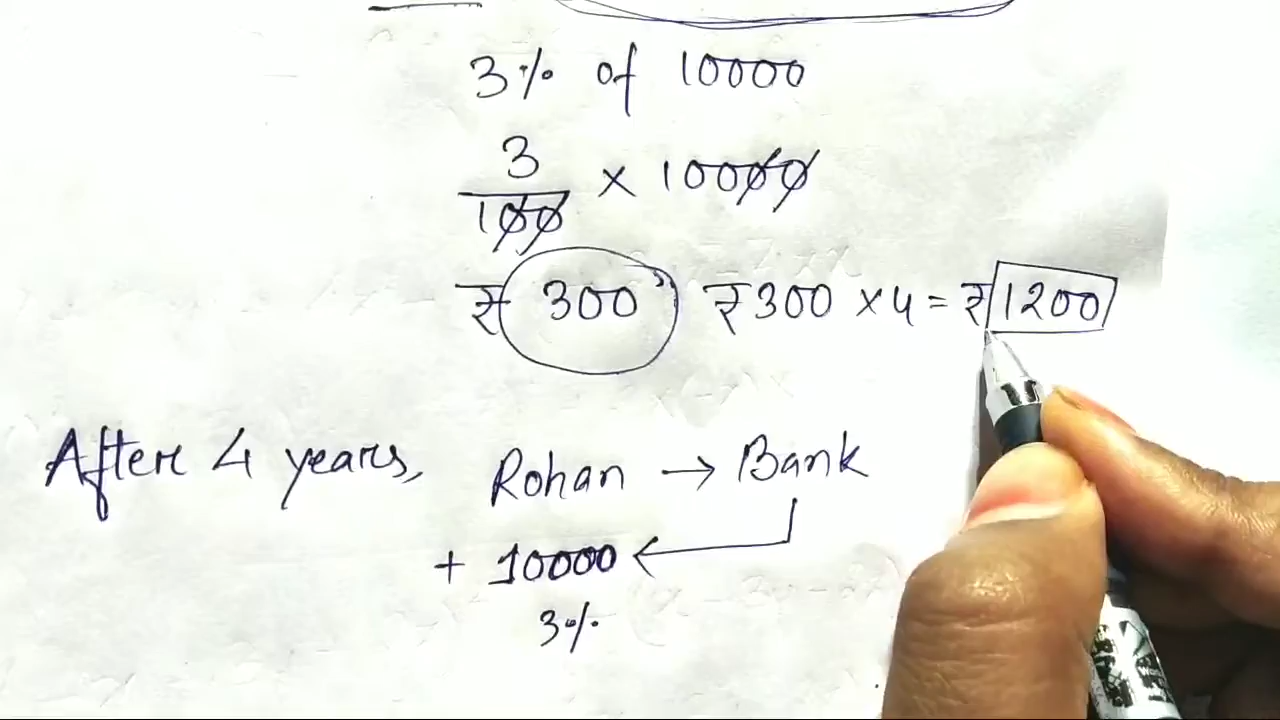 3% of 10000
3
100 × 10000
₹ 300 ₹300 × 4 = ₹1200
After 4 years, Rohan → Bank
+ 10000 ←
3%